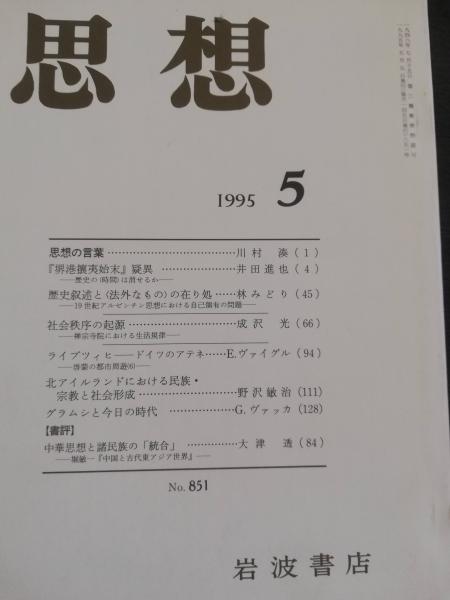 思想
1995 5
思想の言葉……………………………川村 湊 (1)
『堺港攘夷始末』疑異 ………………井田進也 (4)
——歴史の〈時間〉は消せるか——
歴史叙述と〈法外なもの〉の在り処……林みどり (45)
——19世紀アルゼンチン思想における自己領有の問題——
社会秩序の起源………………………成沢 光 (66)
——禅宗寺院における生活規律——
ライプツィヒ——ドイツのアテネ……E.ヴァイグル (94)
——啓蒙の都市周遊(6)——
北アイルランドにおける民族・
宗教と社会形成………………………野沢敏治 (111)
グラムシと今日の時代 ………………G.ヴァッカ (128)
【書評】
中華思想と諸民族の「統合」 …………大津 透 (84)
——堀敏一『中国と古代東アジア世界』——
No. 851
岩波書店